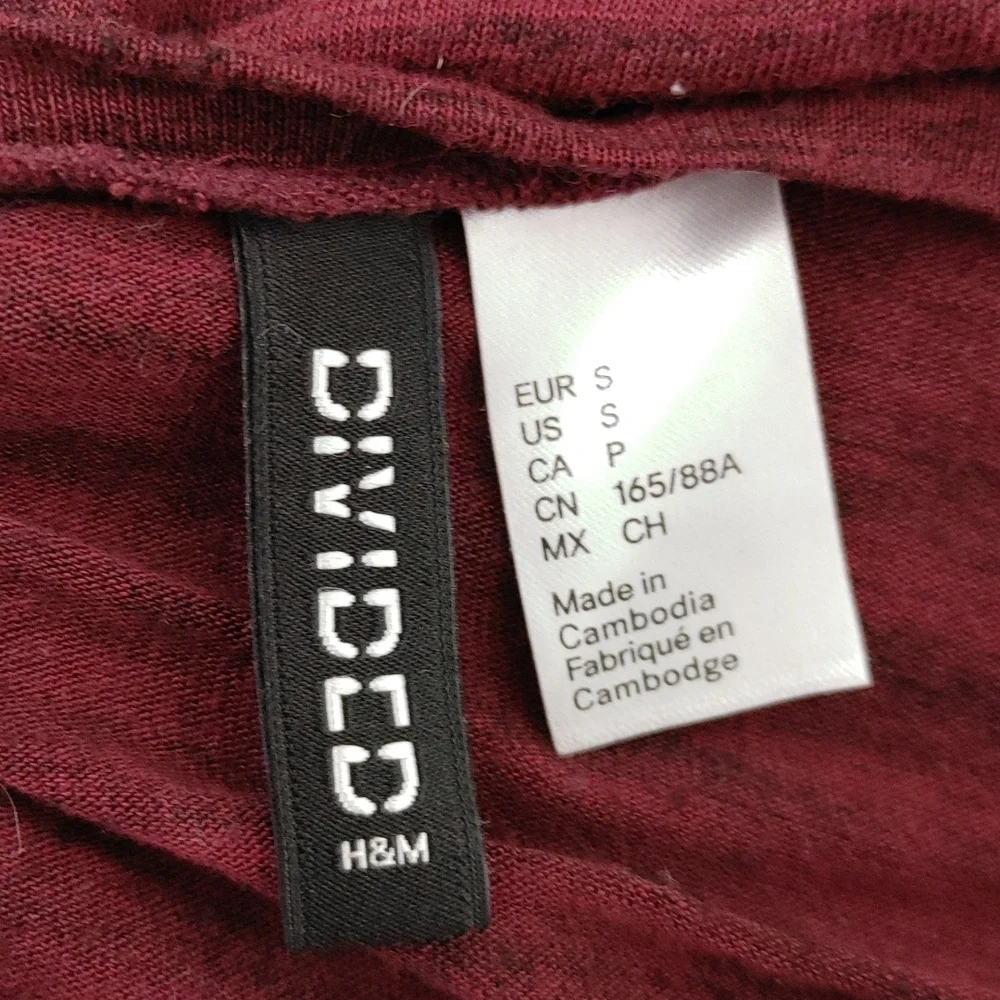 DIVIDED
H&M
EUR S
US S
CA P
CN 165/88A
MX CH
Made in
Cambodia
Fabriqué en
Cambodge